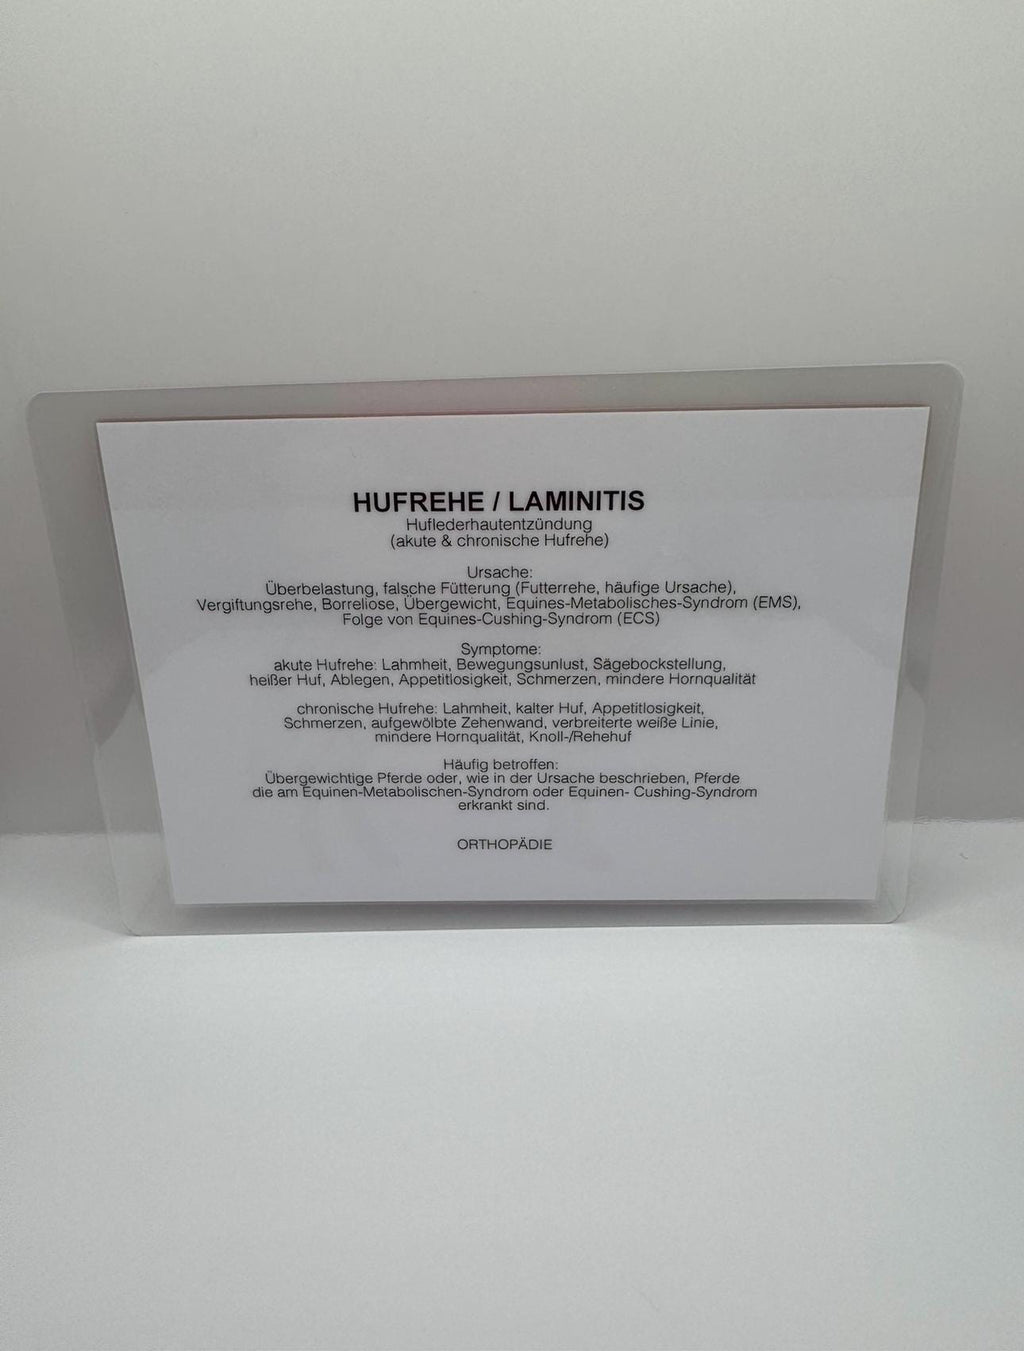 HUFREHE / LAMINITIS
Huflederhautentzündung
(akute & chronische Hufrehe)
Ursache:
Überbelastung, falsche Fütterung (Futterrehe, häufige Ursache),
Vergiftungsrehe, Borreliose, Übergewicht, Equines-Metabolisches-Syndrom (EMS),
Folge von Equines-Cushing-Syndrom (ECS)
Symptome:
akute Hufrehe: Lahmheit, Bewegungsunlust, Sägebockstellung,
heißer Huf, Ablegen, Appetitlosigkeit, Schmerzen, mindere Hornqualität
chronische Hufrehe: Lahmheit, kalter Huf, Appetitlosigkeit,
Schmerzen, aufgewölbte Zehenwand, verbreiterte weiße Linie,
mindere Hornqualität, Knoll-/Rehehuf
Häufig betroffen:
Übergewichtige Pferde oder, wie in der Ursache beschrieben, Pferde
die am Equinen-Metabolischen-Syndrom oder Equinen- Cushing-Syndrom
erkrankt sind.
ORTHOPÄDIE